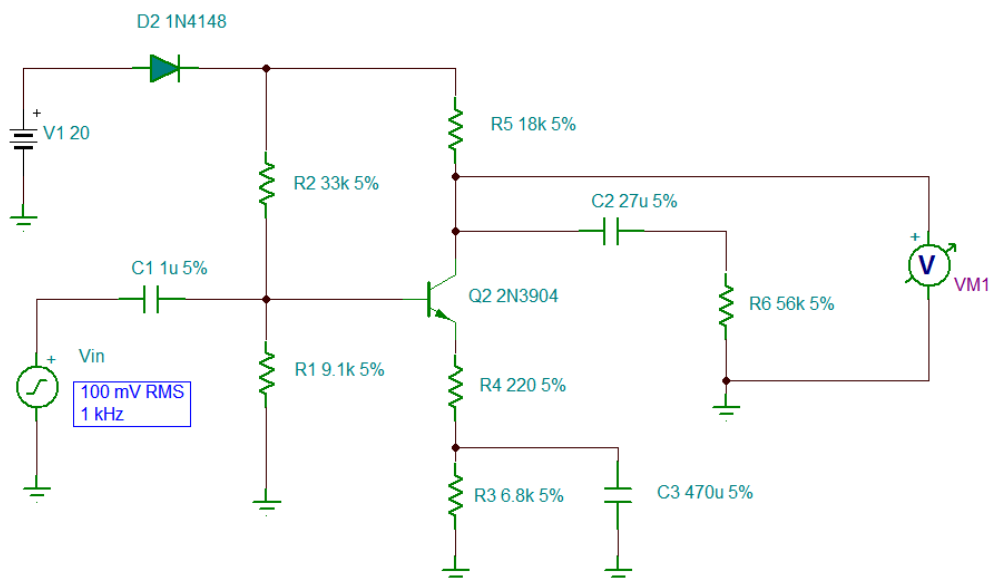 D2 1N4148
+
V1 20
R5 18k 5%
R2 33k 5%
C2 27u 5%
+
V
VM1
C1 1u 5%
Q2 2N3904
R6 56k 5%
+
Vin
100 mV RMS
1 kHz
R1 9.1k 5%
R4 220 5%
R3 6.8k 5%
C3 470u 5%